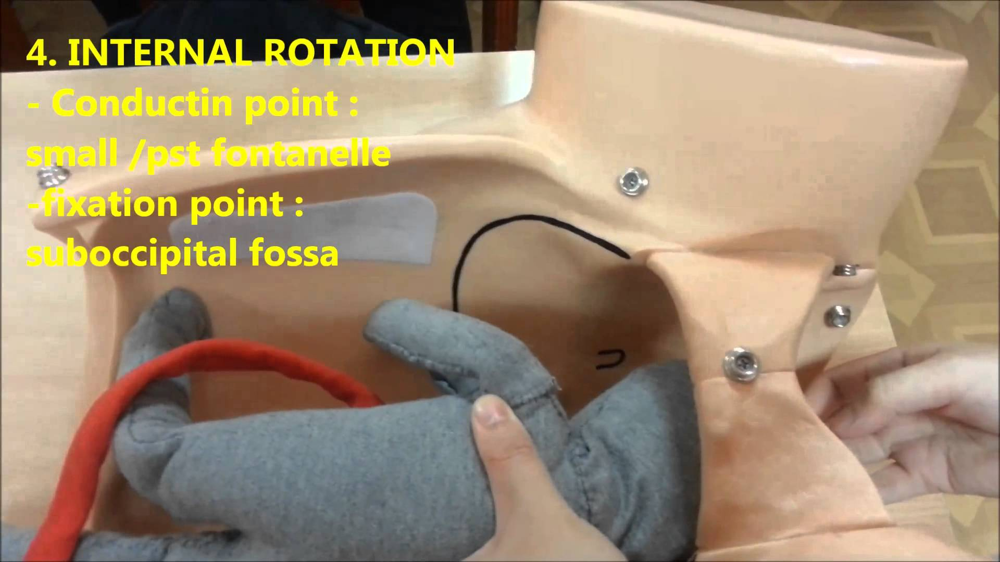 4. INTERNAL ROTATION
- Conductin point :
small /pst fontanelle
-fixation point :
suboccipital fossa